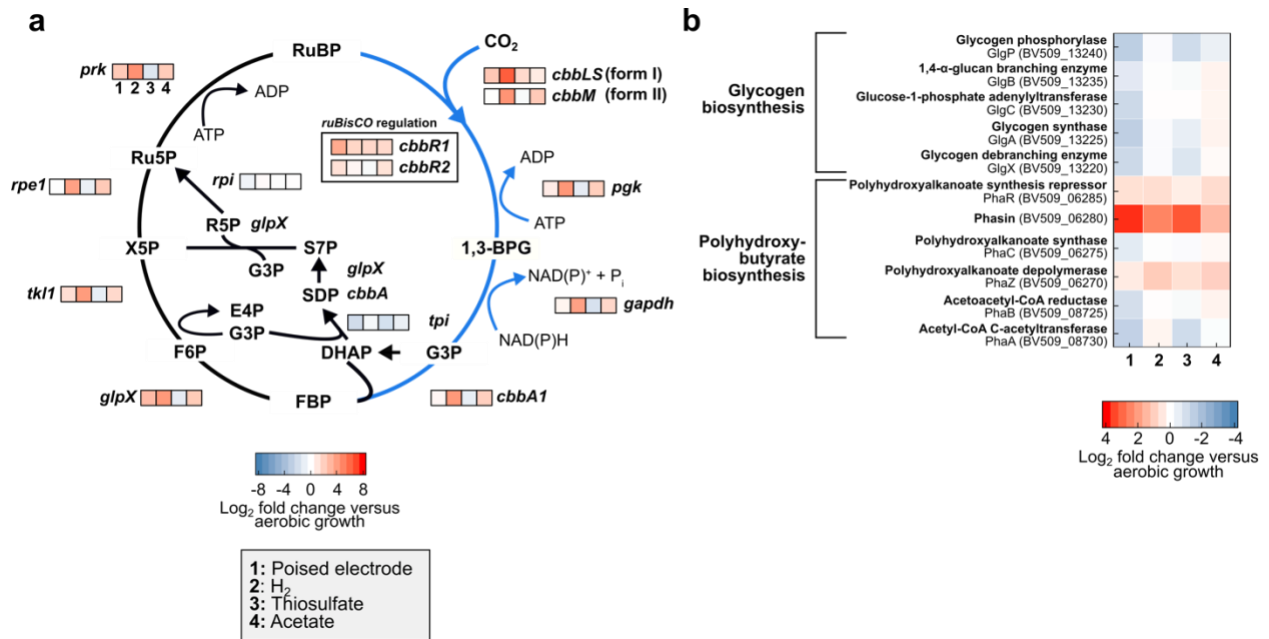 a
RuBP
CO2
prk
1 2 3 4
ADP
ATP
cbbLS (form I)
cbbM (form II)
ruBisCO regulation
cbbR1
cbbR2
Ru5P
rpe1
rpi
ADP
pgk
ATP
R5P
glpX
X5P
S7P
1,3-BPG
G3P
glpX
NAD(P)+ + Pi
SDP
cbbA
gapdh
tkl1
E4P
tpi
G3P
NAD(P)H
F6P
DHAP
G3P
glpX
FBP
cbbA1
-8 -4 0 4 8
Log2 fold change versus
aerobic growth
1: Poised electrode
2: H2
3: Thiosulfate
4: Acetate
b
Glycogen
biosynthesis
Glycogen phosphorylase
GlgP (BV509_13240)
1,4-α-glucan branching enzyme
GlgB (BV509_13235)
Glucose-1-phosphate adenylyltransferase
GlgC (BV509_13230)
Glycogen synthase
GlgA (BV509_13225)
Glycogen debranching enzyme
GlgX (BV509_13220)
Polyhydroxy-
butyrate
biosynthesis
Polyhydroxyalkanoate synthesis repressor
PhaR (BV509_06285)
Phasin (BV509_06280)
Polyhydroxyalkanoate synthase
PhaC (BV509_06275)
Polyhydroxyalkanoate depolymerase
PhaZ (BV509_06270)
Acetoacetyl-CoA reductase
PhaB (BV509_08725)
Acetyl-CoA C-acetyltransferase
PhaA (BV509_08730)
1 2 3 4
4 2 0 -2 -4
Log2 fold change versus
aerobic growth